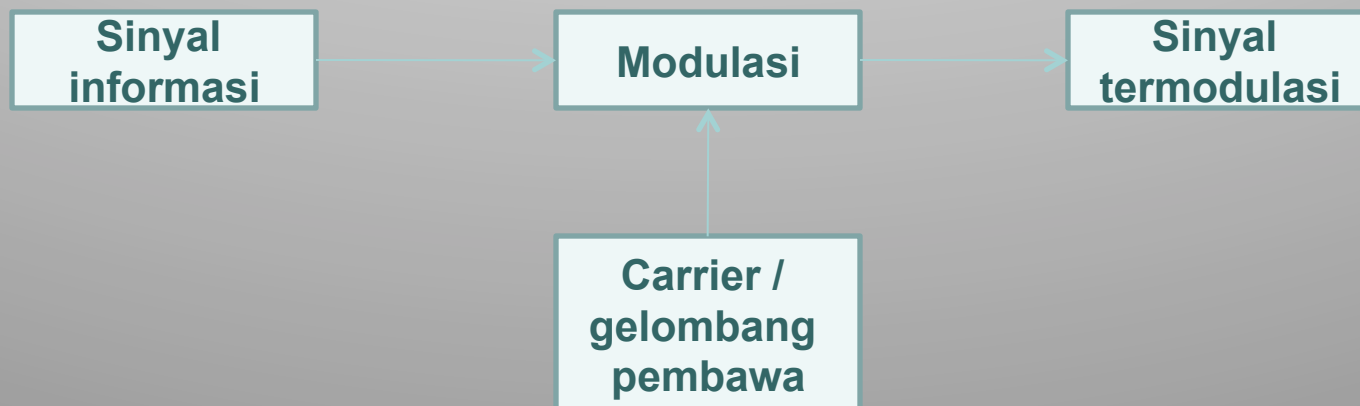 Sinyal
informasi
Modulasi
Sinyal
termodulasi
Carrier /
gelombang
pembawa